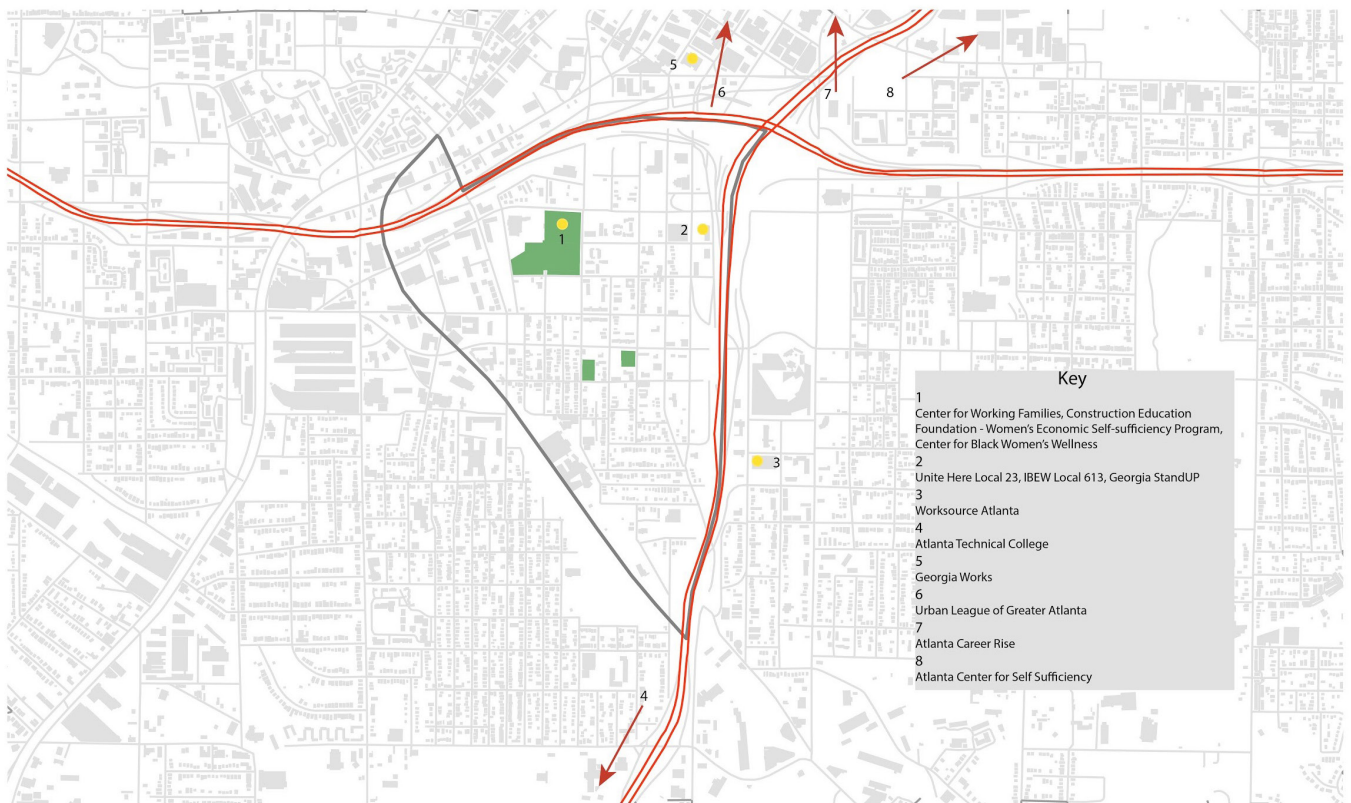 5
6
7
8
1
2
3
4
Key
1
Center for Working Families, Construction Education
Foundation - Women's Economic Self-sufficiency Program,
Center for Black Women's Wellness
2
Unite Here Local 23, IBEW Local 613, Georgia StandUP
3
Worksource Atlanta
4
Atlanta Technical College
5
Georgia Works
6
Urban League of Greater Atlanta
7
Atlanta Career Rise
8
Atlanta Center for Self Sufficiency